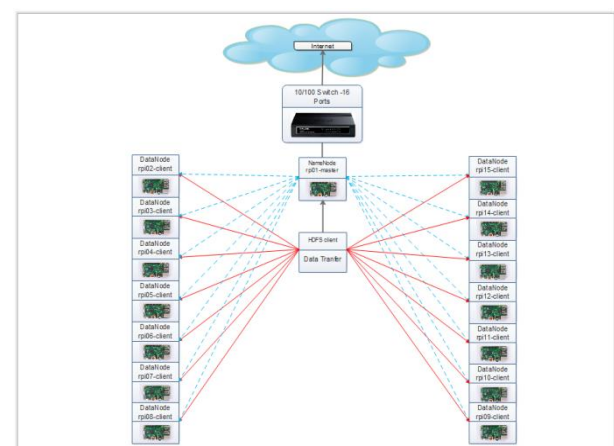 Internet
10/100 Switch -16
Ports
NameNode
rpi01-master
HDFS client
Data Tranfer
DataNode
rpi02-client
DataNode
rpi03-client
DataNode
rpi04-client
DataNode
rpi05-client
DataNode
rpi06-client
DataNode
rpi07-client
DataNode
rpi08-client
DataNode
rpi15-client
DataNode
rpi14-client
DataNode
rpi13-client
DataNode
rpi12-client
DataNode
rpi11-client
DataNode
rpi10-client
DataNode
rpi09-client